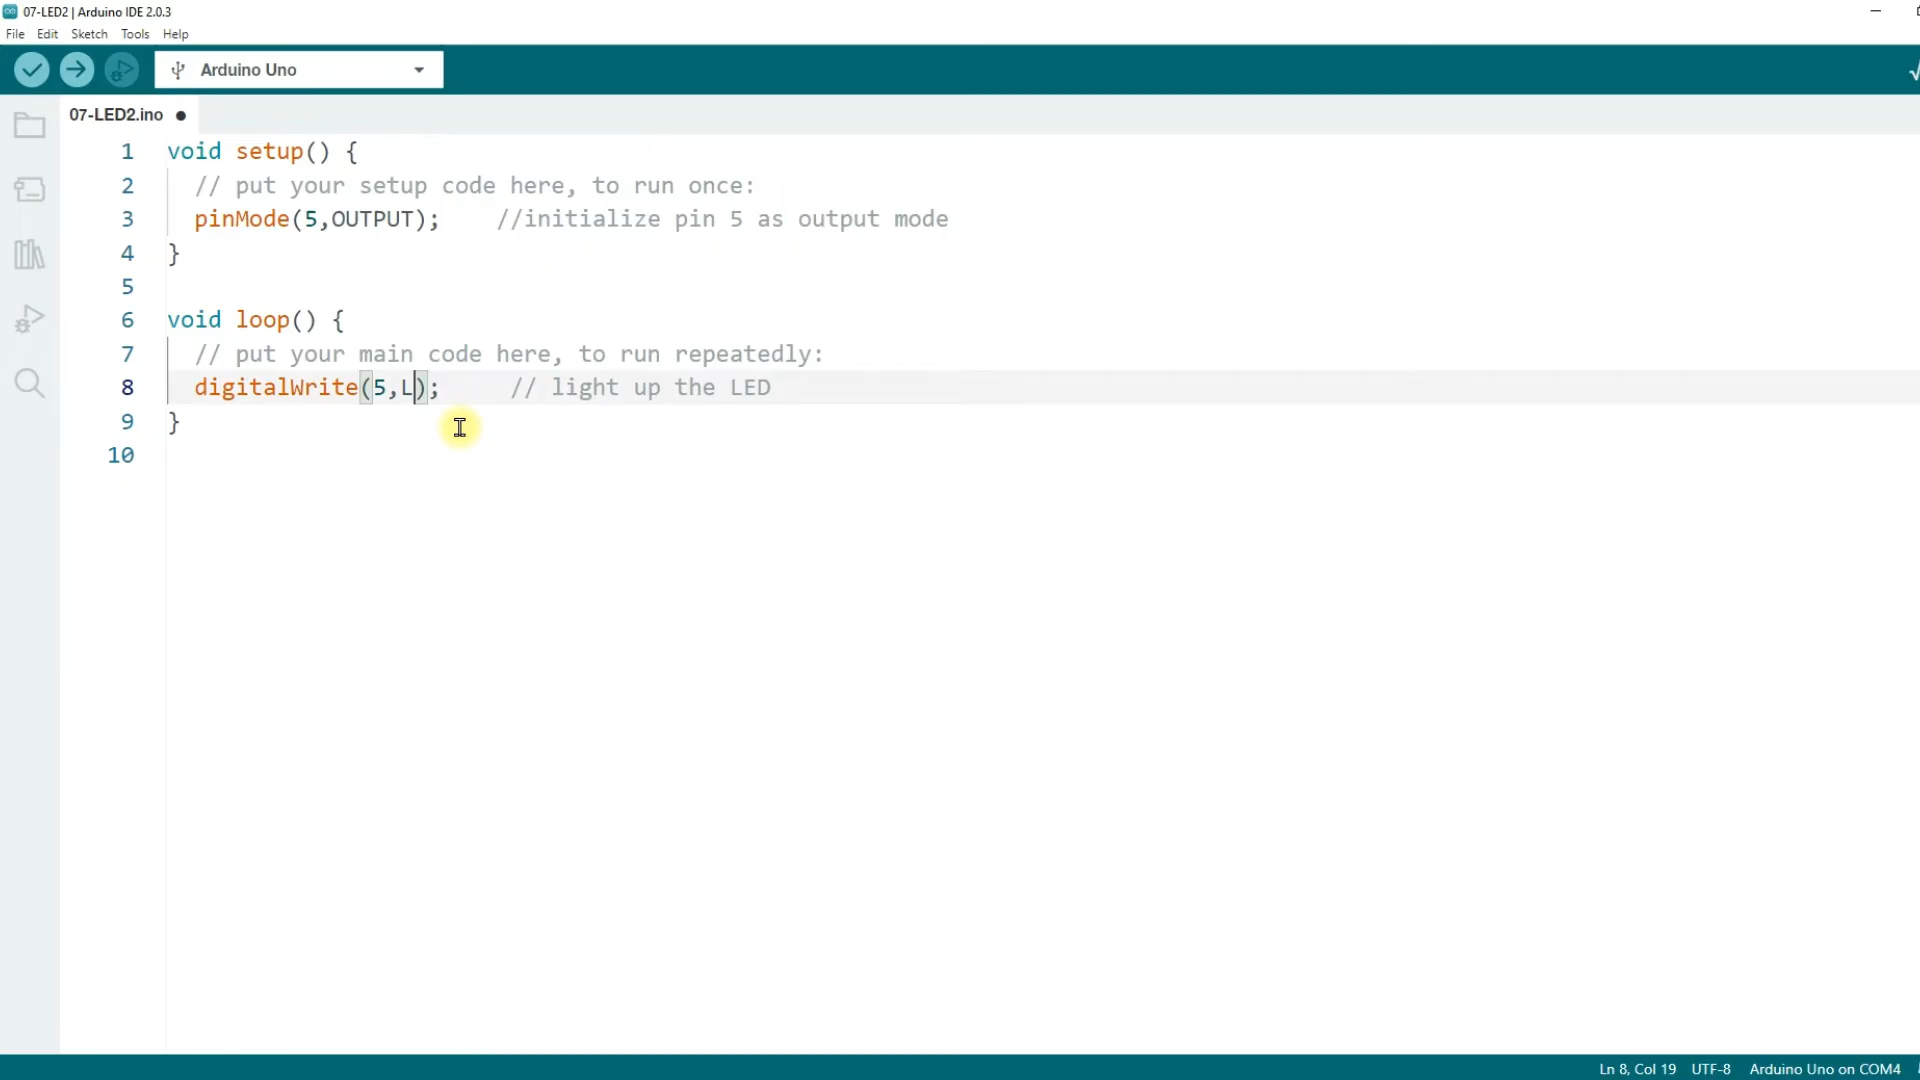 07-LED2 | Arduino IDE 2.0.3
File Edit Sketch Tools Help
Arduino Uno
07-LED2.ino
1 void setup() {
2 // put your setup code here, to run once:
3 pinMode(5,OUTPUT); //initialize pin 5 as output mode
4 }
5
6 void loop() {
7 // put your main code here, to run repeatedly:
8 digitalWrite(5,L); // light up the LED
9 }
10
Ln 8, Col 19 UTF-8 Arduino Uno on COM4